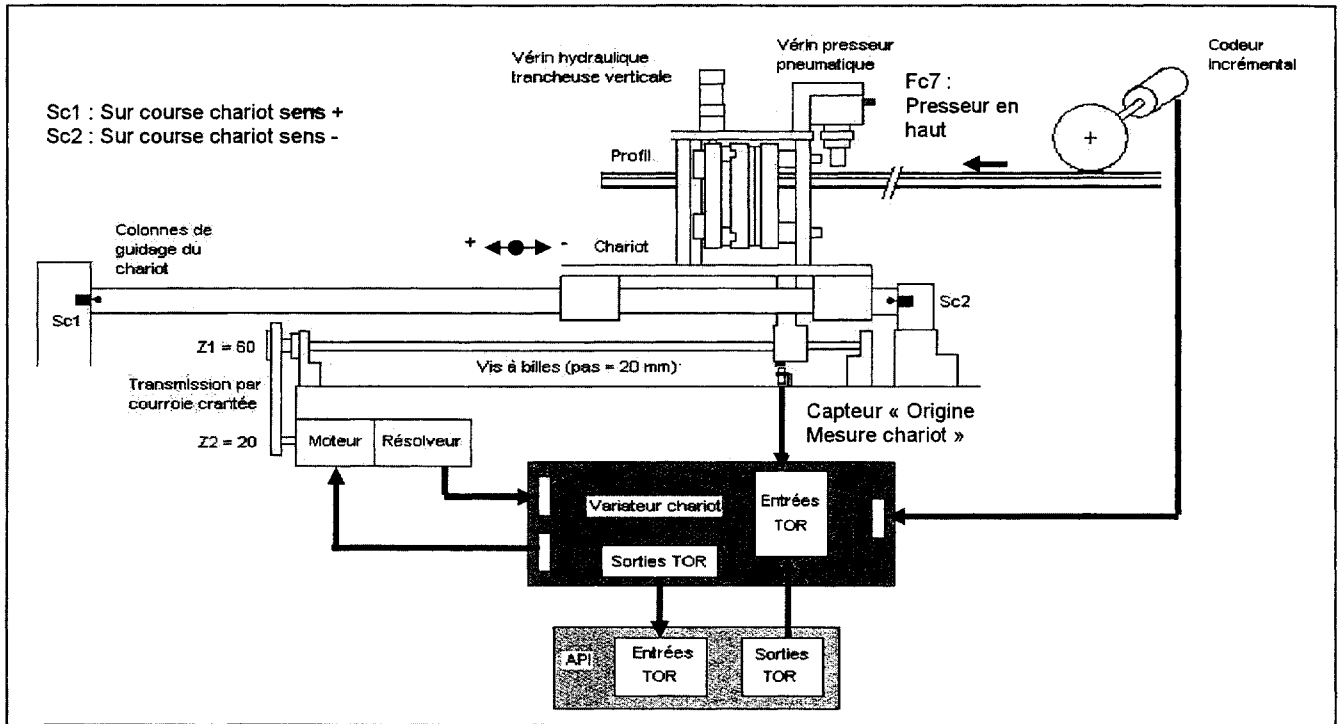 Sc1 : Sur course chariot sens +
Sc2 : Sur course chariot sens -
Vérin hydraulique
trancheuse verticale
Vérin presseur
pneumatique
Fc7 :
Presseur en
haut
Codeur
incrémental
+
Profil
Colonnes de
guidage du
chariot
+
-
Chariot
Sc1
Sc2
Z1 = 60
Vis à billes (pas = 20 mm)
Transmission par
courroie crantée
Z2 = 20
Moteur
Résolveur
Capteur « Origine
Mesure chariot »
Variateur chariot
Entrées
TOR
Sorties TOR
API
Entrées
TOR
Sorties
TOR